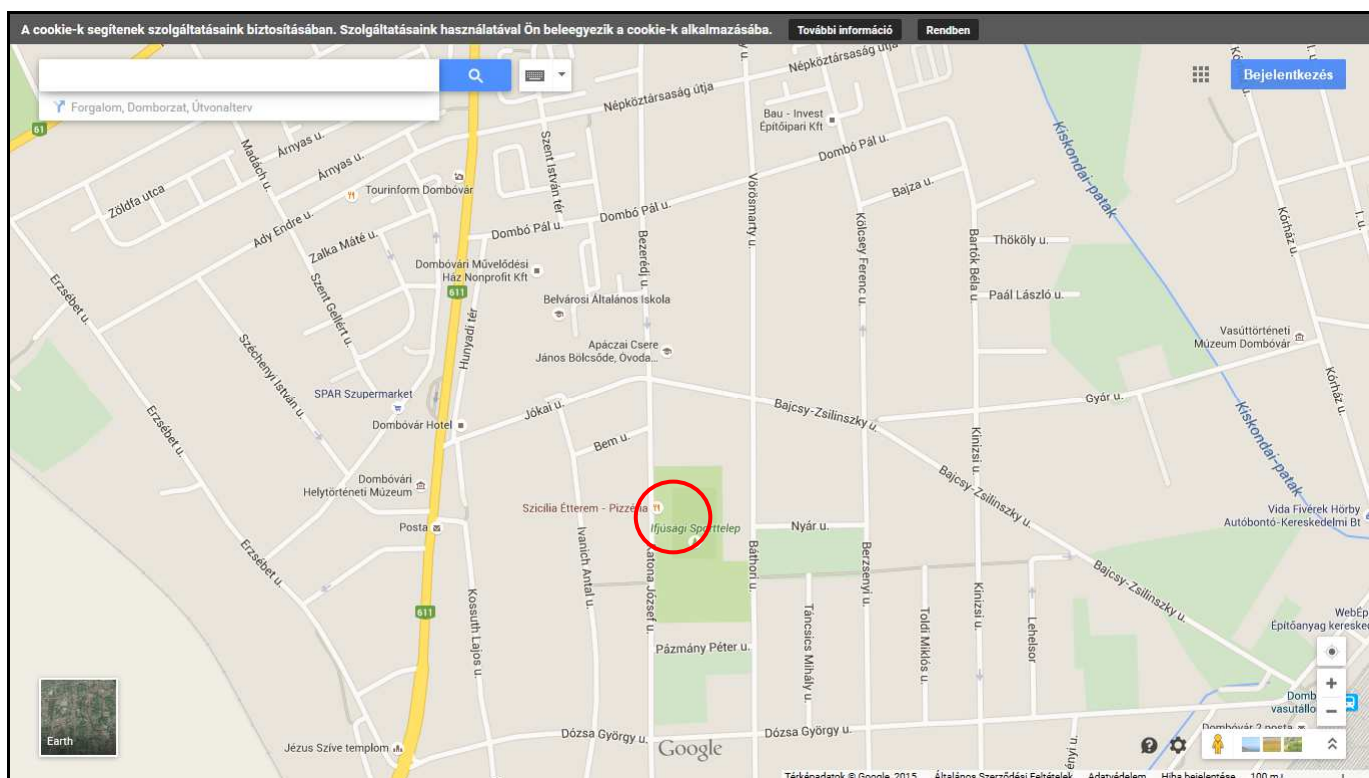 A cookie-k segítenek szolgáltatásaink biztosításában. Szolgáltatásaink használatával Ön beleegyezik a cookie-k alkalmazásába. További információ Rendben
Bejelentkezés
Forgalom, Domborzat, Útvonalterv
61
Népköztársaság útja
Népköztársaság útja
Bau - Invest
Építőipari Kft
Árnyas u.
Árnyas u.
Madách u.
Szent István tér
Dombó Pál u.
Kiskondai-patak
Zöldfa utca
Tourinform Dombóvár
Vörösmarty u.
Bajza u.
Ady Endre u.
Dombó Pál u.
Dombó Pál u.
Zalka Máté u.
Bezerédj u.
Kölcsey Ferenc u.
Bartók Béla u.
Thököly u.
Kórház u.
Dombóvári Művelődési
Ház Nonprofit Kft
611
Erzsébet u.
Szent Gellért u.
Belvárosi Általános Iskola
Paál László u.
Hunyadi tér
Vasúttörténeti
Múzeum Dombóvár
Apáczai Csere
János Bölcsőde, Óvoda...
Széchenyi István u.
SPAR Szupermarket
Kórház u.
Gyár u.
Jókai u.
Bajcsy-Zsilinszky u.
Dombóvár Hotel
Erzsébet u.
Bem u.
Kinizsi u.
Kiskondai-patak
Dombóvári
Helytörténeti Múzeum
Bajcsy-Zsilinszky u.
Szicília Étterem - Pizzéria
Vida Fivérek Hörby
Autóbontó-Kereskedelmi Bt
Posta
Ifjúsági Sporttelep
Nyár u.
Erzsébet u.
Ivanich Antal u.
Katona József u.
Báthori u.
Berzsenyi u.
Bajcsy-Zsilinszky u.
611
Kossuth Lajos u.
Táncsics Mihály u.
Toldi Miklós u.
Kinizsi u.
Lehelsor
WebÉp
Építőanyag keresked
Pázmány Péter u.
Domb
vasútállo
Earth
Jézus Szíve templom
Dózsa György u.
Google
Dózsa György u.
ényi u.
Dombóvár 2 posta
Térképadatok © Google, 2015 Általános Szerződési Feltételek Adatvédelem Hiba bejelentése 100 m